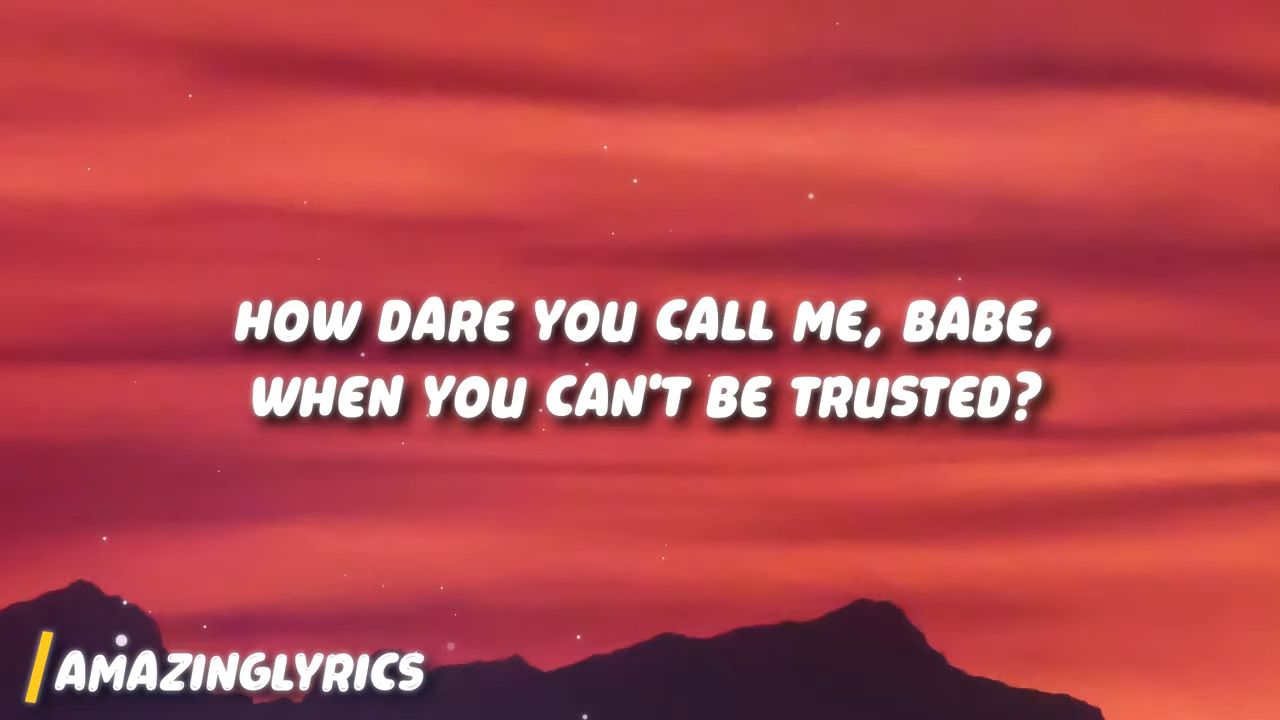 HOW DARE YOU CALL ME, BABE,
WHEN YOU CAN'T BE TRUSTED?
AMAZINGLYRICS